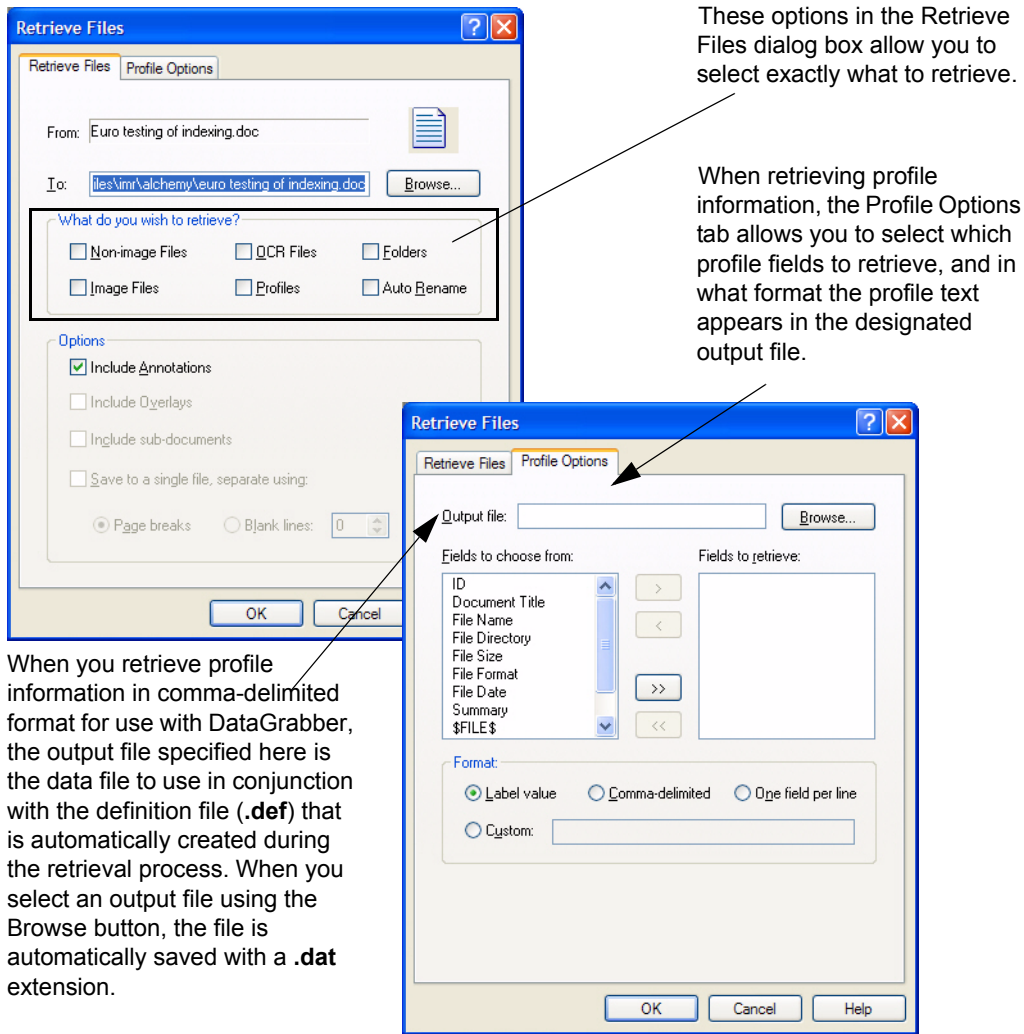 Retrieve Files
Retrieve Files Profile Options
From: Euro testing of indexing.doc
To: iles\imr\alchemy\euro testing of indexing.doc Browse...
What do you wish to retrieve?
Non-image Files OCR Files Folders
Image Files Profiles Auto Rename
Options
Include Annotations
Include Overlays
Include sub-documents
Save to a single file, separate using:
Page breaks Blank lines: 0
OK Cancel
These options in the Retrieve
Files dialog box allow you to
select exactly what to retrieve.
When retrieving profile
information, the Profile Options
tab allows you to select which
profile fields to retrieve, and in
what format the profile text
appears in the designated
output file.
When you retrieve profile
information in comma-delimited
format for use with DataGrabber,
the output file specified here is
the data file to use in conjunction
with the definition file (.def) that
is automatically created during
the retrieval process. When you
select an output file using the
Browse button, the file is
automatically saved with a .dat
extension.
Retrieve Files
Retrieve Files Profile Options
Output file: Browse...
Fields to choose from: Fields to retrieve:
ID
Document Title
File Name
File Directory
File Size
File Format
File Date
Summary
$FILE$
>
<
>>
<<
Format:
Label value Comma-delimited One field per line
Custom:
OK Cancel Help